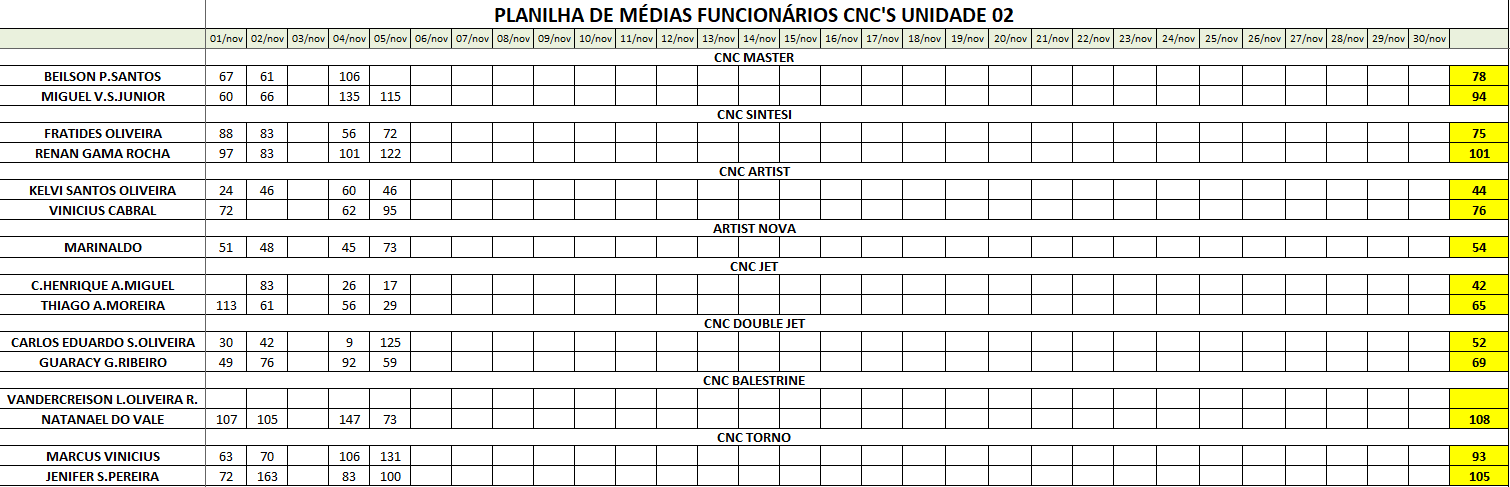 PLANILHA DE MÉDIAS FUNCIONÁRIOS CNC'S UNIDADE 02
01/nov 02/nov 03/nov 04/nov 05/nov 06/nov 07/nov 08/nov 09/nov 10/nov 11/nov 12/nov 13/nov 14/nov 15/nov 16/nov 17/nov 18/nov 19/nov 20/nov 21/nov 22/nov 23/nov 24/nov 25/nov 26/nov 27/nov 28/nov 29/nov 30/nov
CNC MASTER
BEILSON P.SANTOS 67 61 106 78
MIGUEL V.S.JUNIOR 60 66 135 115 94
CNC SINTESI
FRATIDES OLIVEIRA 88 83 56 72 75
RENAN GAMA ROCHA 97 83 101 122 101
CNC ARTIST
KELVI SANTOS OLIVEIRA 24 46 60 46 44
VINICIUS CABRAL 72 62 95 76
ARTIST NOVA
MARINALDO 51 48 45 73 54
CNC JET
C.HENRIQUE A.MIGUEL 83 26 17 42
THIAGO A.MOREIRA 113 61 56 29 65
CNC DOUBLE JET
CARLOS EDUARDO S.OLIVEIRA 30 42 9 125 52
GUARACY G.RIBEIRO 49 76 92 59 69
CNC BALESTRINE
VANDERCREISON L.OLIVEIRA R.
NATANAEL DO VALE 107 105 147 73 108
CNC TORNO
MARCUS VINICIUS 63 70 106 131 93
JENIFER S.PEREIRA 72 163 83 100 105